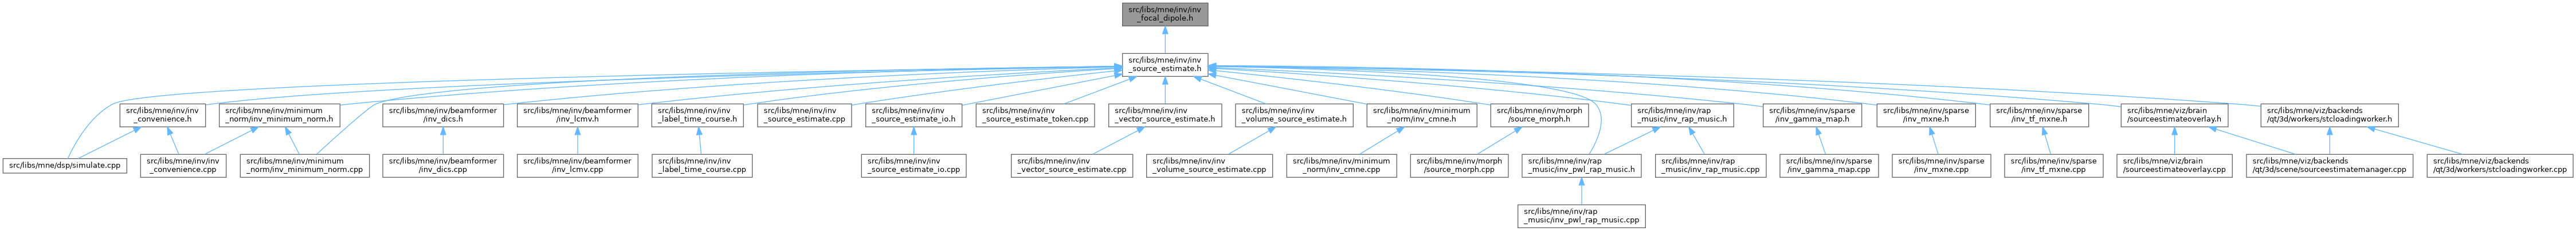 src/libs/mne/inv/inv
_focal_dipole.h
src/libs/mne/inv/inv
_source_estimate.h
src/libs/mne/inv/inv
_convenience.h
src/libs/mne/inv/minimum
_norm/inv_minimum_norm.h
src/libs/mne/inv/beamformer
/inv_dics.h
src/libs/mne/inv/beamformer
/inv_lcmv.h
src/libs/mne/inv/inv
_label_time_course.h
src/libs/mne/inv/inv
_source_estimate.cpp
src/libs/mne/inv/inv
_source_estimate_io.h
src/libs/mne/inv/inv
_source_estimate_token.cpp
src/libs/mne/inv/inv
_vector_source_estimate.h
src/libs/mne/inv/inv
_volume_source_estimate.h
src/libs/mne/inv/minimum
_norm/inv_cmne.h
src/libs/mne/inv/morph
/source_morph.h
src/libs/mne/inv/rap
_music/inv_rap_music.h
src/libs/mne/inv/sparse
/inv_gamma_map.h
src/libs/mne/inv/sparse
/inv_mxne.h
src/libs/mne/inv/sparse
/inv_tf_mxne.h
src/libs/mne/viz/brain
/sourceestimateoverlay.h
src/libs/mne/viz/backends
/qt/3d/workers/stcloadingworker.h
src/libs/mne/dsp/simulate.cpp
src/libs/mne/inv/inv
_convenience.cpp
src/libs/mne/inv/minimum
_norm/inv_minimum_norm.cpp
src/libs/mne/inv/beamformer
/inv_dics.cpp
src/libs/mne/inv/beamformer
/inv_lcmv.cpp
src/libs/mne/inv/inv
_label_time_course.cpp
src/libs/mne/inv/inv
_source_estimate_io.cpp
src/libs/mne/inv/inv
_vector_source_estimate.cpp
src/libs/mne/inv/inv
_volume_source_estimate.cpp
src/libs/mne/inv/minimum
_norm/inv_cmne.cpp
src/libs/mne/inv/morph
/source_morph.cpp
src/libs/mne/inv/rap
_music/inv_pwl_rap_music.h
src/libs/mne/inv/rap
_music/inv_rap_music.cpp
src/libs/mne/inv/sparse
/inv_gamma_map.cpp
src/libs/mne/inv/sparse
/inv_mxne.cpp
src/libs/mne/inv/sparse
/inv_tf_mxne.cpp
src/libs/mne/viz/brain
/sourceestimateoverlay.cpp
src/libs/mne/viz/backends
/qt/3d/scene/sourceestimatemanager.cpp
src/libs/mne/viz/backends
/qt/3d/workers/stcloadingworker.cpp
src/libs/mne/inv/rap
_music/inv_pwl_rap_music.cpp